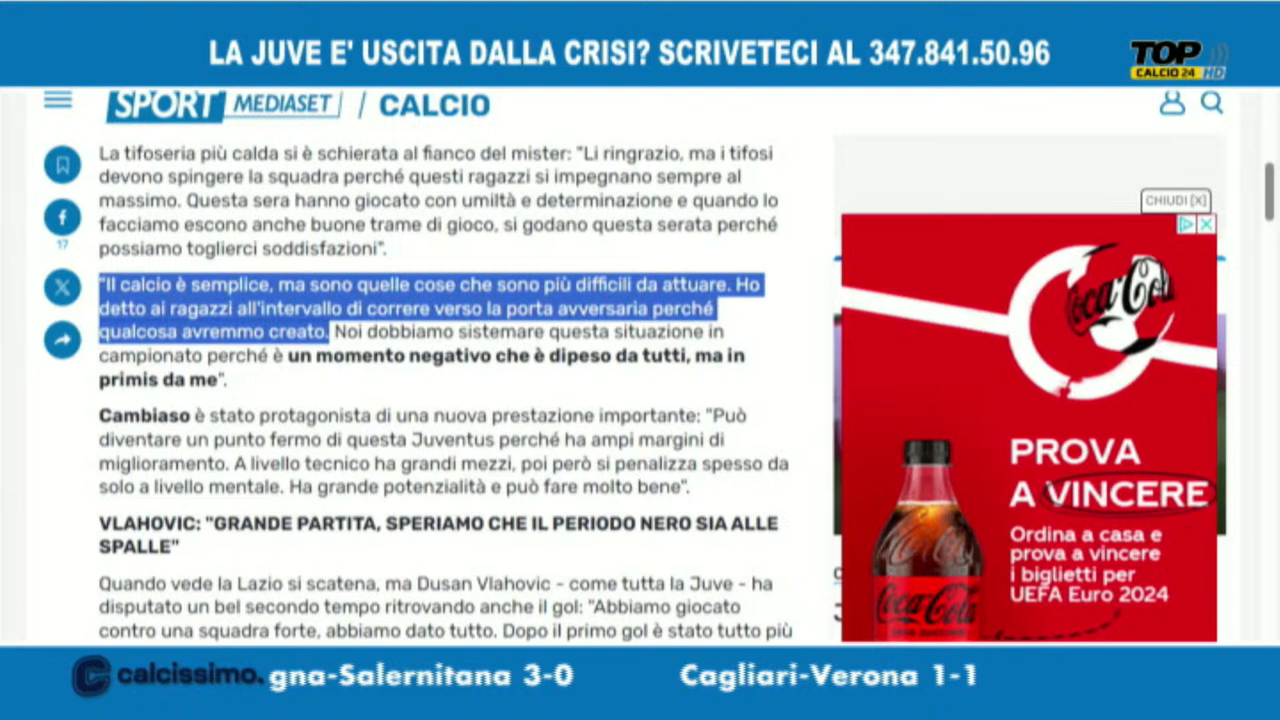 LA JUVE E' USCITA DALLA CRISI? SCRIVETECI AL 347.841.50.96
TOP
CALCIO 24 HD
SPORT MEDIASET / CALCIO
La tifoseria più calda si è schierata al fianco del mister: "Li ringrazio, ma i tifosi
devono spingere la squadra perché questi ragazzi si impegnano sempre al
massimo. Questa sera hanno giocato con umiltà e determinazione e quando lo
facciamo escono anche buone trame di gioco, si godano questa serata perché
possiamo toglierci soddisfazioni".
17
"Il calcio è semplice, ma sono quelle cose che sono più difficili da attuare. Ho
detto ai ragazzi all'intervallo di correre verso la porta avversaria perché
qualcosa avremmo creato. Noi dobbiamo sistemare questa situazione in
campionato perché è un momento negativo che è dipeso da tutti, ma in
primis da me".
Cambiaso è stato protagonista di una nuova prestazione importante: "Può
diventare un punto fermo di questa Juventus perché ha ampi margini di
miglioramento. A livello tecnico ha grandi mezzi, poi però si penalizza spesso da
solo a livello mentale. Ha grande potenzialità e può fare molto bene".
VLAHOVIC: "GRANDE PARTITA, SPERIAMO CHE IL PERIODO NERO SIA ALLE
SPALLE"
Quando vede la Lazio si scatena, ma Dusan Vlahovic - come tutta la Juve - ha
disputato un bel secondo tempo ritrovando anche il gol: "Abbiamo giocato
contro una squadra forte, abbiamo dato tutto. Dopo il primo gol è stato tutto più
CHIUDI [X]
Coca-Cola
PROVA
A VINCERE
Ordina a casa e
prova a vincere
i biglietti per
UEFA Euro 2024
Coca-Cola
calcissimo. gna-Salernitana 3-0 Cagliari-Verona 1-1